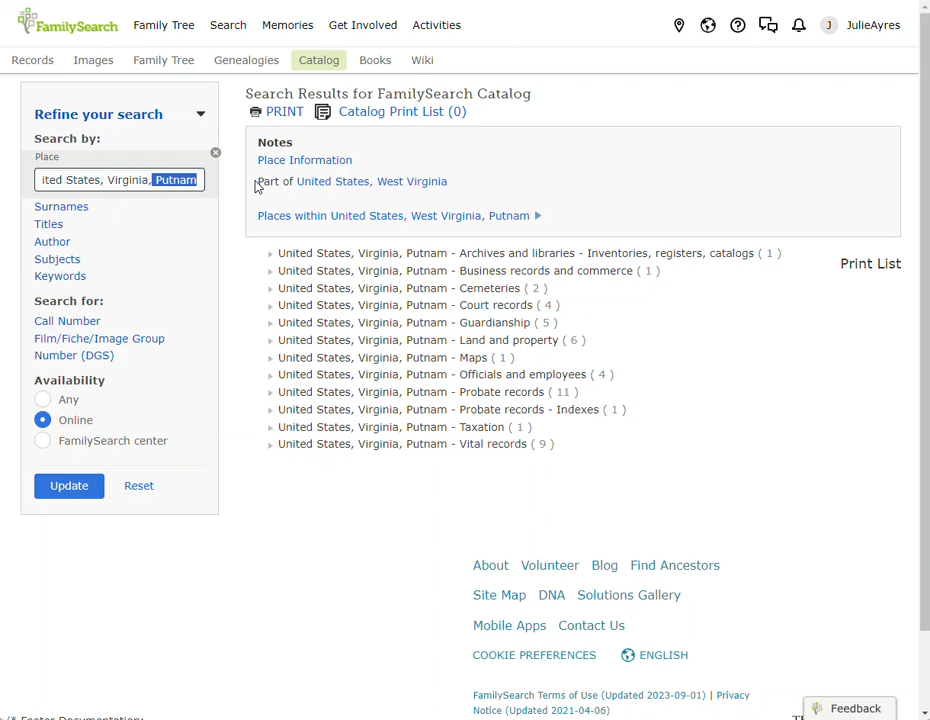 FamilySearch Family Tree Search Memories Get Involved Activities J JulieAyres
Records Images Family Tree Genealogies Catalog Books Wiki
Refine your search
Search by:
Place
ited States, Virginia, Putnam
Surnames
Titles
Author
Subjects
Keywords
Search for:
Call Number
Film/Fiche/Image Group
Number (DGS)
Availability
Any
Online
FamilySearch center
Update Reset
Search Results for FamilySearch Catalog
PRINT Catalog Print List (0)
Notes
Place Information
Part of United States, West Virginia
Places within United States, West Virginia, Putnam
United States, Virginia, Putnam - Archives and libraries - Inventories, registers, catalogs ( 1 )
United States, Virginia, Putnam - Business records and commerce ( 1 )
United States, Virginia, Putnam - Cemeteries ( 2 )
United States, Virginia, Putnam - Court records ( 4 )
United States, Virginia, Putnam - Guardianship ( 5 )
United States, Virginia, Putnam - Land and property ( 6 )
United States, Virginia, Putnam - Maps ( 1 )
United States, Virginia, Putnam - Officials and employees ( 4 )
United States, Virginia, Putnam - Probate records ( 11 )
United States, Virginia, Putnam - Probate records - Indexes ( 1 )
United States, Virginia, Putnam - Taxation ( 1 )
United States, Virginia, Putnam - Vital records ( 9 )
Print List
About Volunteer Blog Find Ancestors
Site Map DNA Solutions Gallery
Mobile Apps Contact Us
COOKIE PREFERENCES ENGLISH
FamilySearch Terms of Use (Updated 2023-09-01) | Privacy
Notice (Updated 2021-04-06)
Feedback